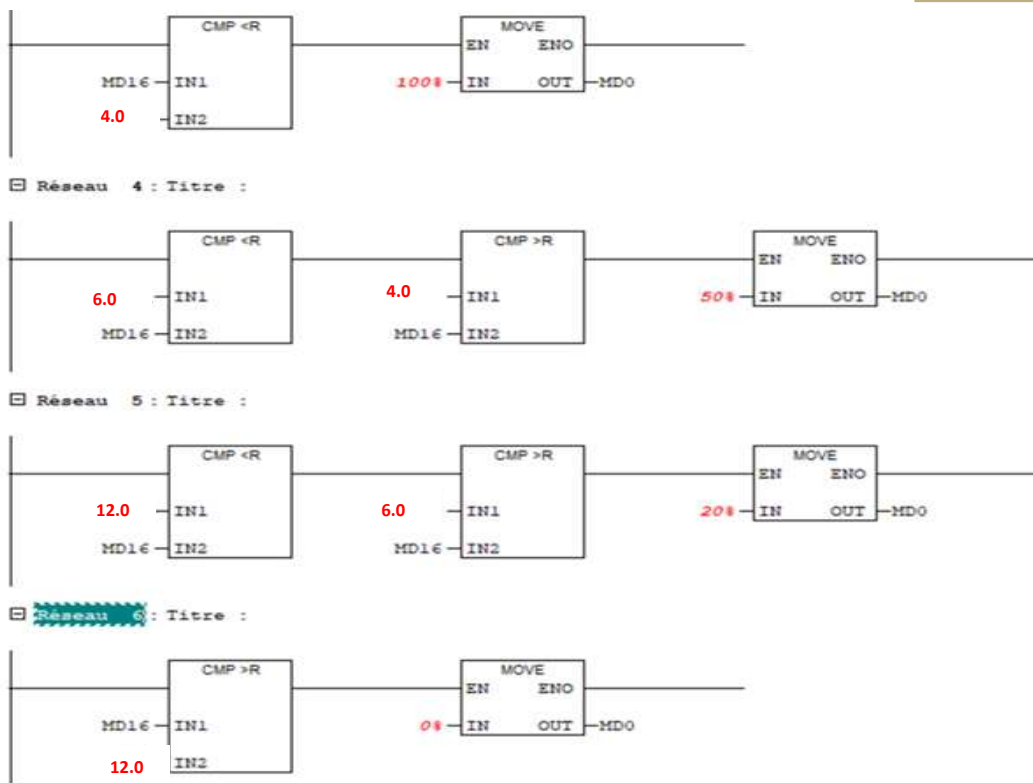 CMP <R MOVE
EN ENO
MD16 IN1 100% IN OUT MD0
4.0 IN2
Réseau 4 : Titre :
CMP <R CMP >R MOVE
EN ENO
6.0 IN1 4.0 IN1 50% IN OUT MD0
MD16 IN2 MD16 IN2
Réseau 5 : Titre :
CMP <R CMP >R MOVE
EN ENO
12.0 IN1 6.0 IN1 20% IN OUT MD0
MD16 IN2 MD16 IN2
Réseau 6 : Titre :
CMP >R MOVE
EN ENO
MD16 IN1 0% IN OUT MD0
12.0 IN2